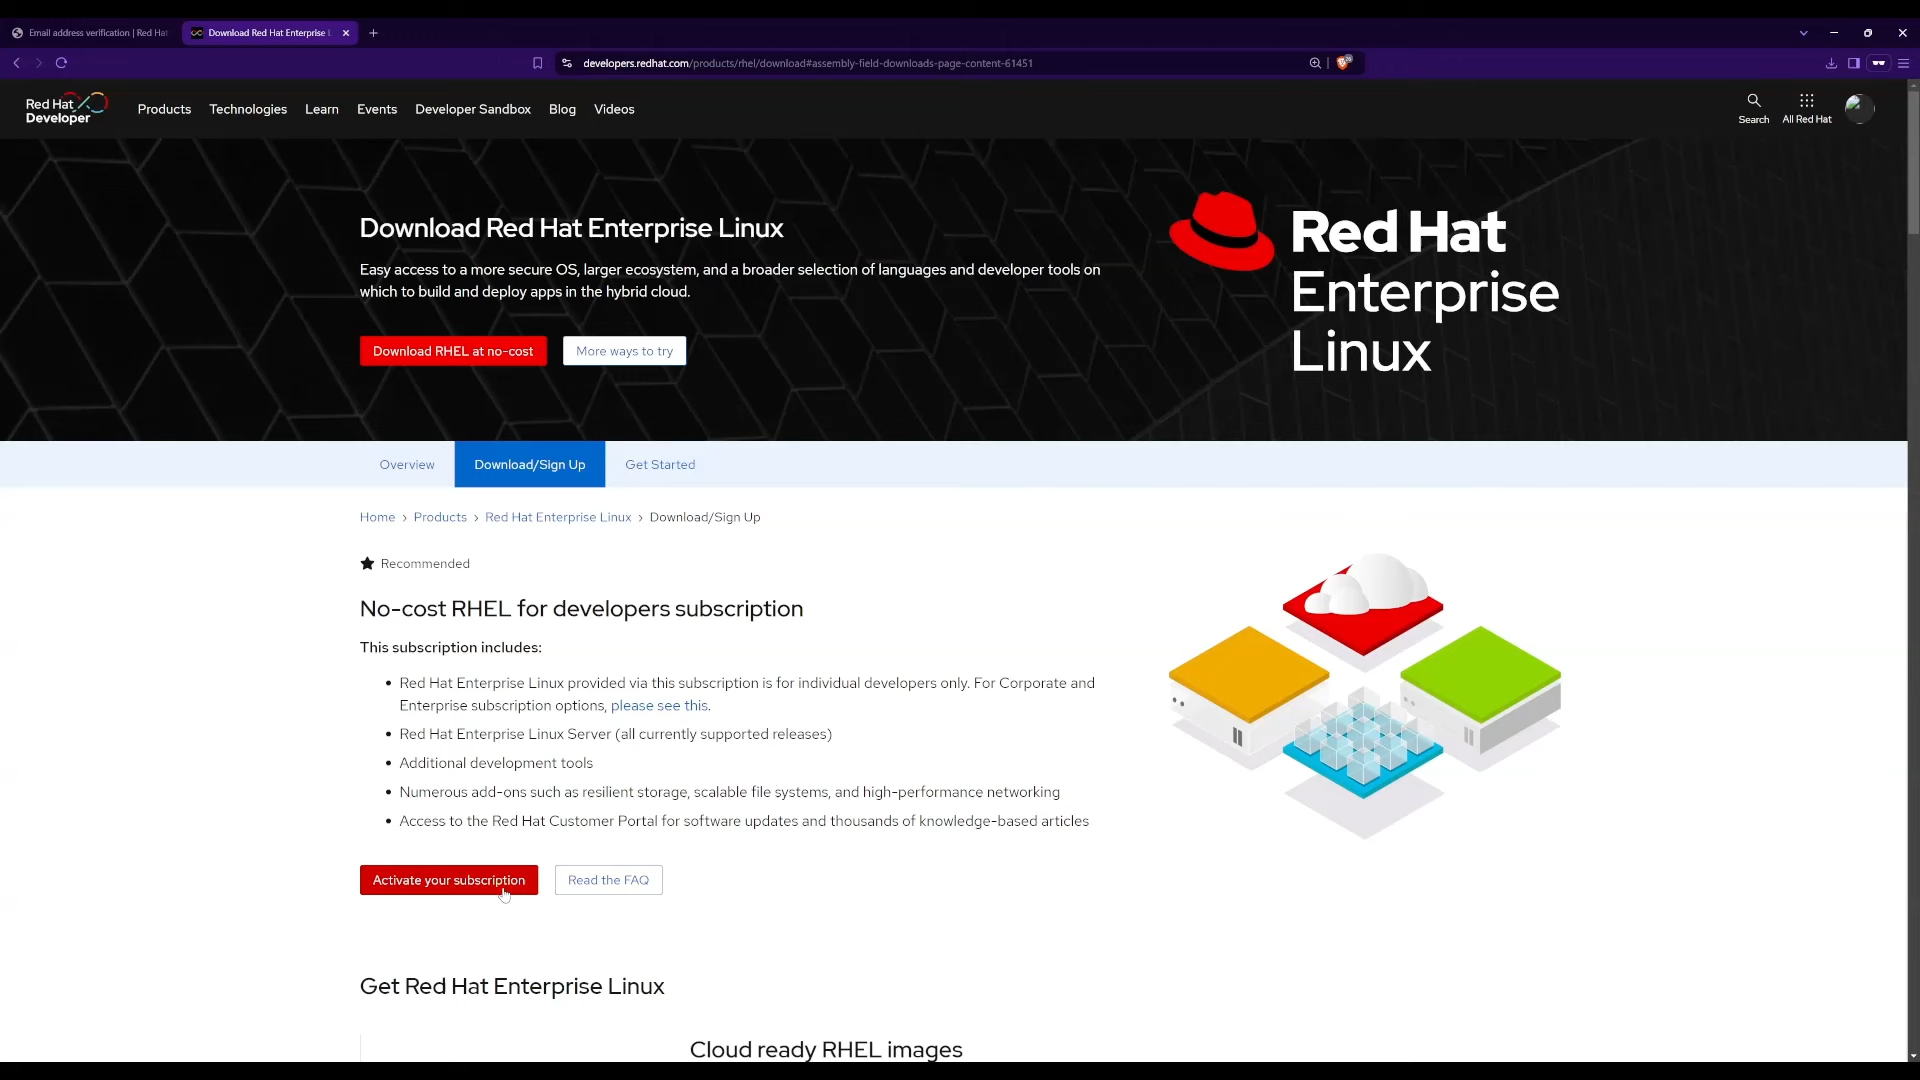 Email address verification | Red Hat
Download Red Hat Enterprise L
developers.redhat.com/products/rhel/download#assembly-field-downloads-page-content-61451
Red Hat
Developer
Products
Technologies
Learn
Events
Developer Sandbox
Blog
Videos
Search
All Red Hat
Download Red Hat Enterprise Linux
Easy access to a more secure OS, larger ecosystem, and a broader selection of languages and developer tools on
which to build and deploy apps in the hybrid cloud.
Download RHEL at no-cost
More ways to try
Red Hat
Enterprise
Linux
Overview
Download/Sign Up
Get Started
Home › Products › Red Hat Enterprise Linux › Download/Sign Up
Recommended
No-cost RHEL for developers subscription
This subscription includes:
• Red Hat Enterprise Linux provided via this subscription is for individual developers only. For Corporate and
Enterprise subscription options, please see this.
• Red Hat Enterprise Linux Server (all currently supported releases)
• Additional development tools
• Numerous add-ons such as resilient storage, scalable file systems, and high-performance networking
• Access to the Red Hat Customer Portal for software updates and thousands of knowledge-based articles
Activate your subscription
Read the FAQ
Get Red Hat Enterprise Linux
Cloud ready RHEL images